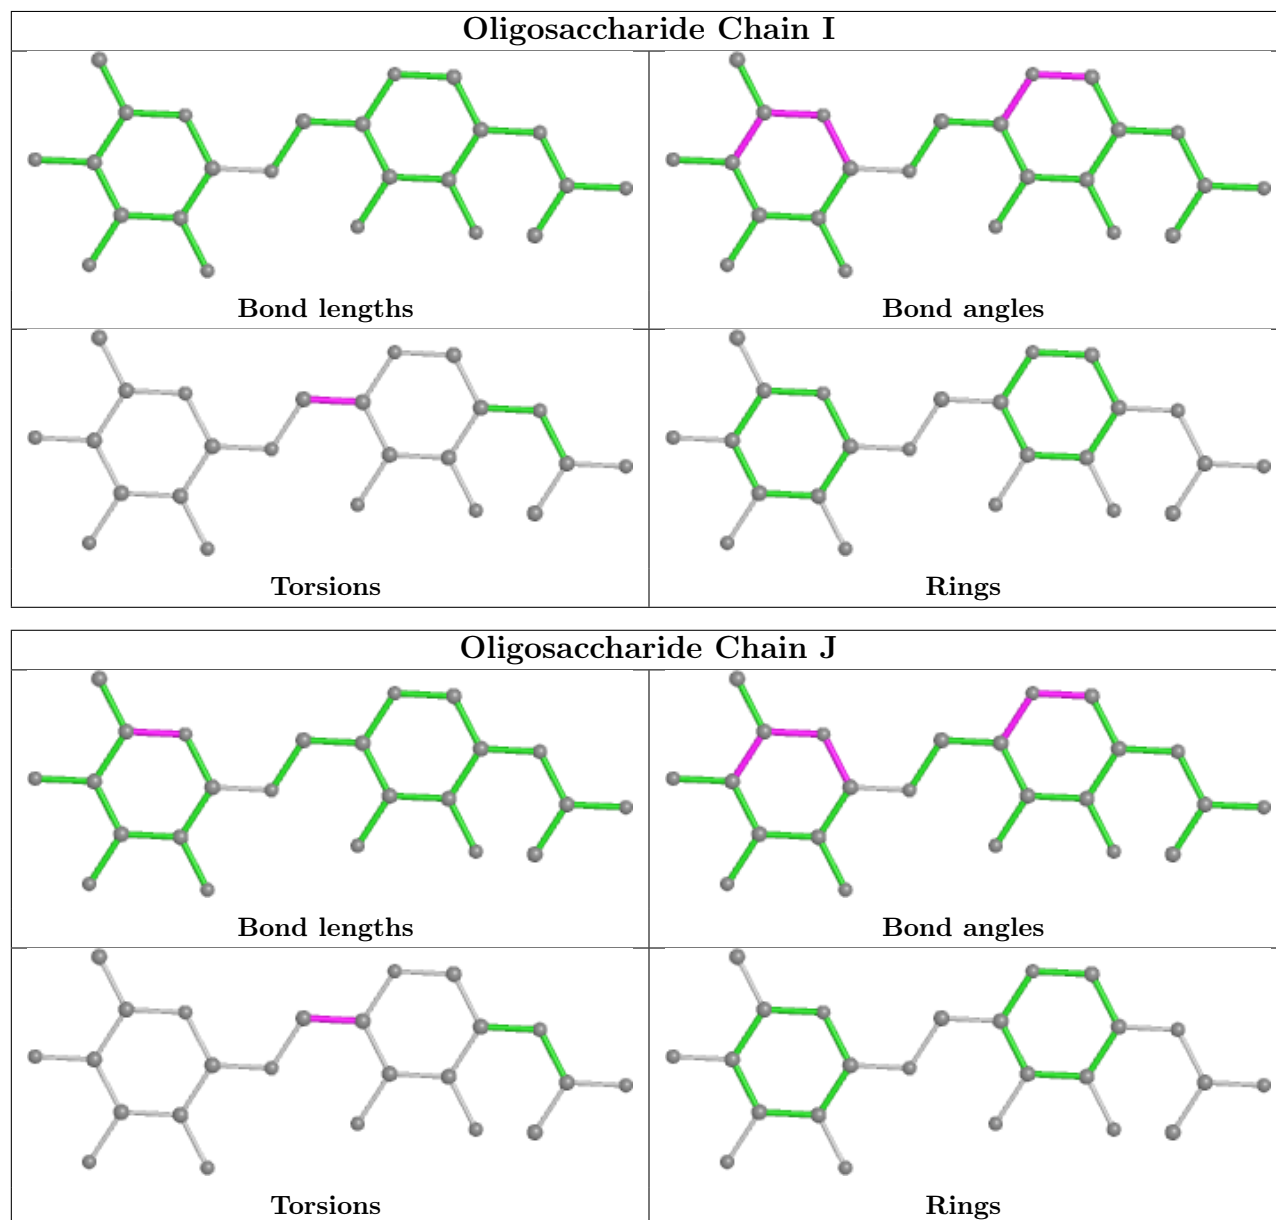 Oligosaccharide Chain I
Bond lengths
Bond angles
Torsions
Rings
Oligosaccharide Chain J
Bond lengths
Bond angles
Torsions
Rings